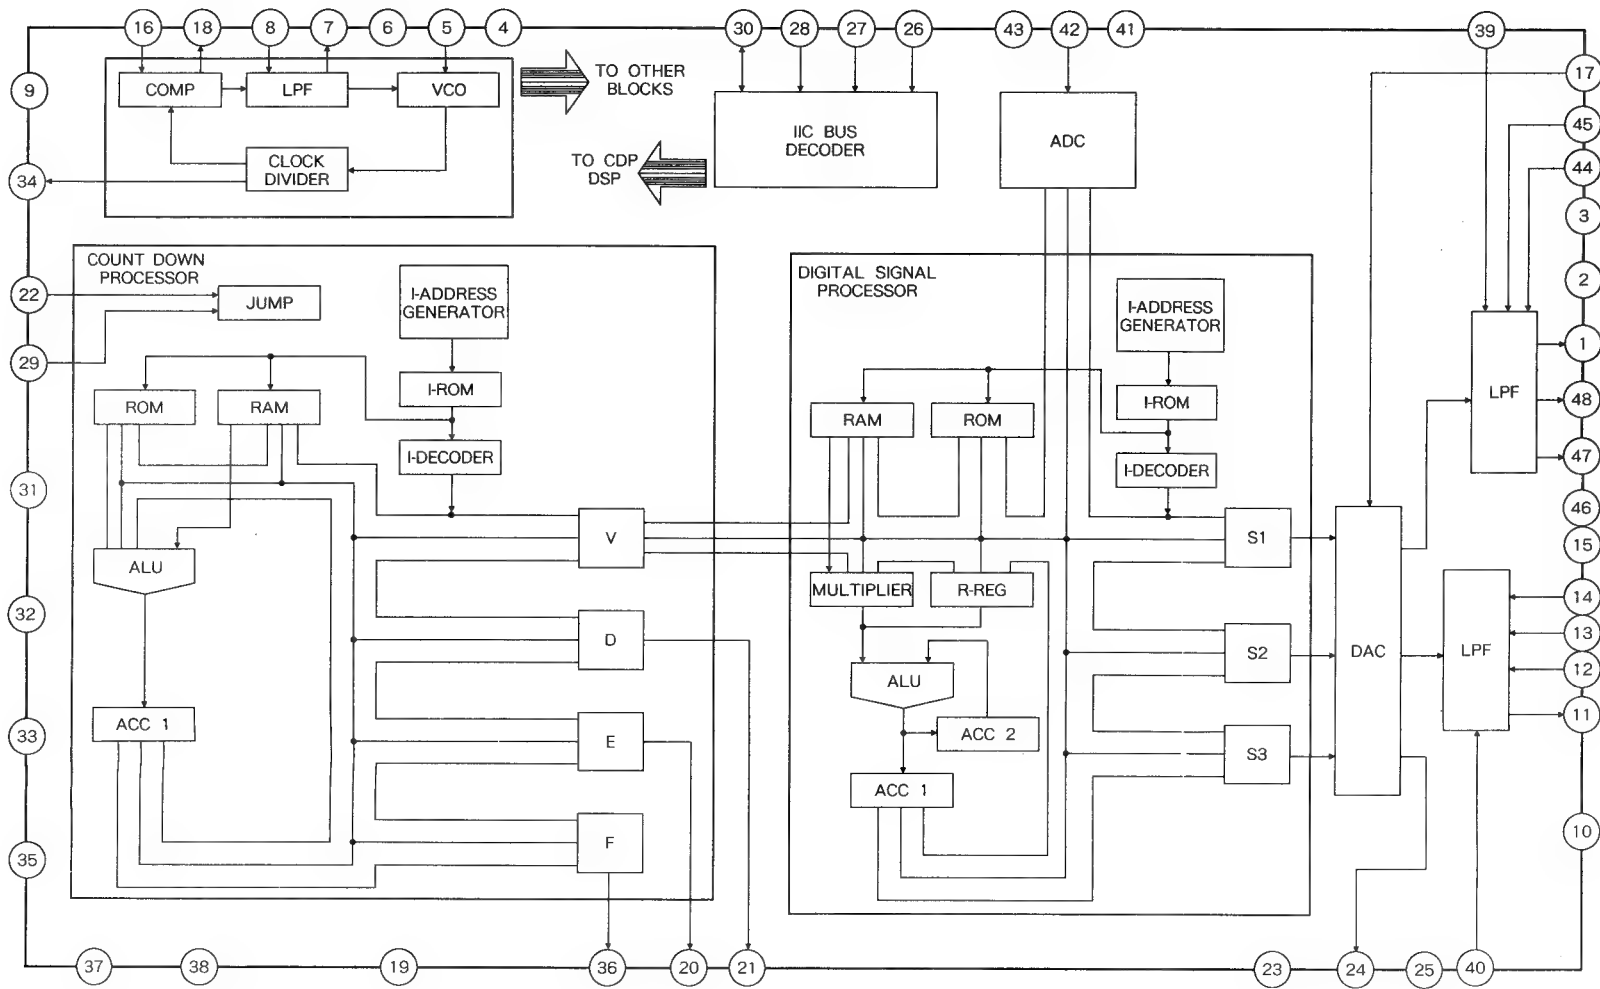 16
18
8
7
6
5
4
30
28
27
26
43
42
41
39
9
COMP
LPF
VCO
TO OTHER
BLOCKS
IIC BUS
DECODER
ADC
17
45
34
CLOCK
DIVIDER
TO CDP
DSP
44
3
COUNT DOWN
PROCESSOR
DIGITAL SIGNAL
PROCESSOR
2
22
JUMP
I-ADDRESS
GENERATOR
I-ADDRESS
GENERATOR
29
1
ROM
RAM
I-ROM
RAM
ROM
I-ROM
LPF
48
I-DECODER
I-DECODER
47
31
46
ALU
V
S1
15
MULTIPLIER
R-REG
14
32
D
S2
DAC
LPF
13
12
ALU
ACC 1
E
ACC 2
S3
11
33
ACC 1
F
10
35
37
38
19
36
20
21
23
24
25
40